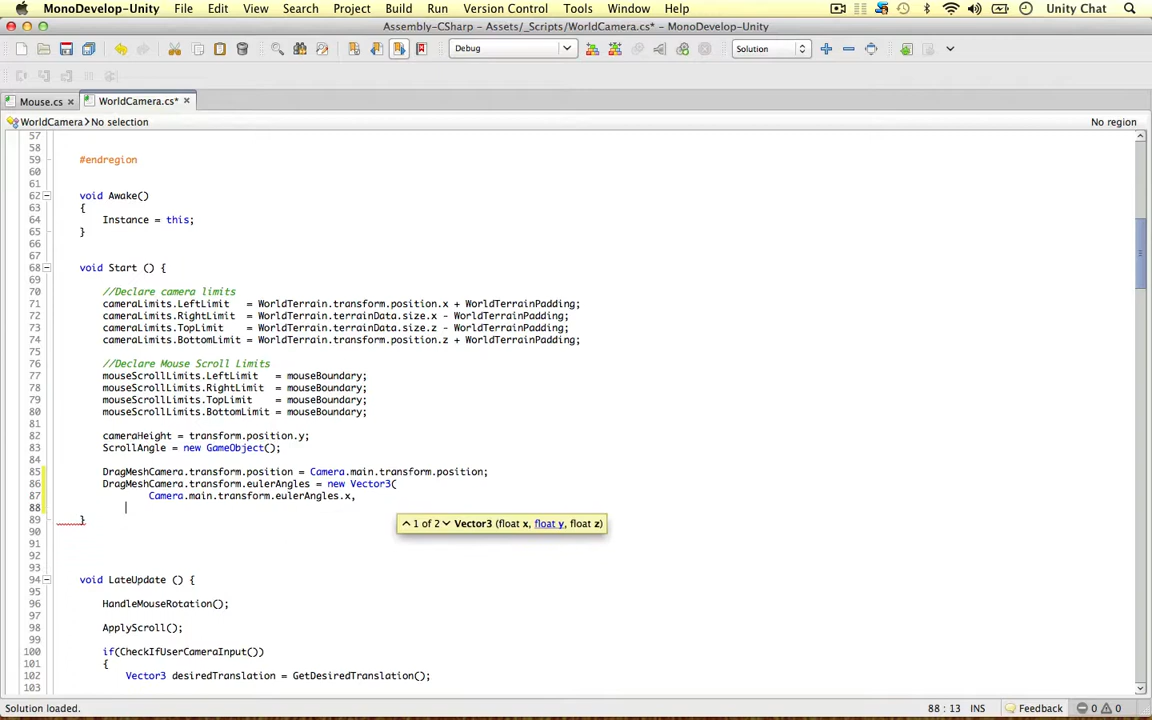 MonoDevelop-Unity File Edit View Search Project Build Run Version Control Tools Window Help Unity Chat
Assembly-CSharp - Assets/_Scripts/WorldCamera.cs* - MonoDevelop-Unity
Debug Solution
Mouse.cs WorldCamera.cs*
WorldCamera No selection No region
57
58
59 #endregion
60
61
62 void Awake()
63 {
64 Instance = this;
65 }
66
67
68 void Start () {
69
70 //Declare camera limits
71 cameraLimits.LeftLimit = WorldTerrain.transform.position.x + WorldTerrainPadding;
72 cameraLimits.RightLimit = WorldTerrain.terrainData.size.x - WorldTerrainPadding;
73 cameraLimits.TopLimit = WorldTerrain.terrainData.size.z - WorldTerrainPadding;
74 cameraLimits.BottomLimit = WorldTerrain.transform.position.z + WorldTerrainPadding;
75
76 //Declare Mouse Scroll Limits
77 mouseScrollLimits.LeftLimit = mouseBoundary;
78 mouseScrollLimits.RightLimit = mouseBoundary;
79 mouseScrollLimits.TopLimit = mouseBoundary;
80 mouseScrollLimits.BottomLimit = mouseBoundary;
81
82 cameraHeight = transform.position.y;
83 ScrollAngle = new GameObject();
84
85 DragMeshCamera.transform.position = Camera.main.transform.position;
86 DragMeshCamera.transform.eulerAngles = new Vector3(
87 Camera.main.transform.eulerAngles.x,
88
89 }
1 of 2 Vector3 (float x, float y, float z)
90
91
92
93
94 void LateUpdate () {
95
96 HandleMouseRotation();
97
98 ApplyScroll();
99
100 if(CheckIfUserCameraInput())
101 {
102 Vector3 desiredTranslation = GetDesiredTranslation();
103
Solution loaded. 88 : 13 INS Feedback 0 0